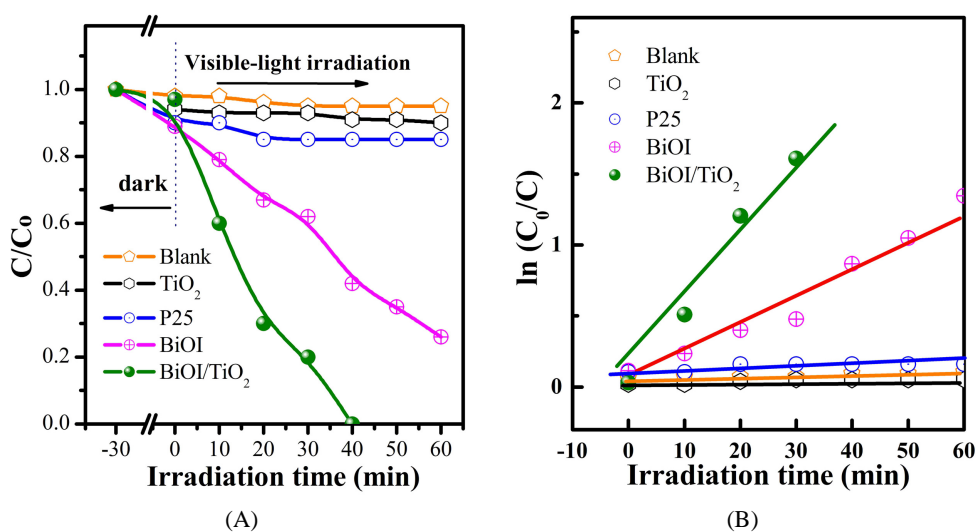 Visible-light irradiation
dark
C/Co
1.0
0.8
0.6
0.4
0.2
0.0
Blank
TiO₂
P25
BiOI
BiOI/TiO₂
-30 0 10 20 30 40 50 60
Irradiation time (min)
(A)
ln (C₀/C)
2
1
0
Blank
TiO₂
P25
BiOI
BiOI/TiO₂
-10 0 10 20 30 40 50 60
Irradiation time (min)
(B)